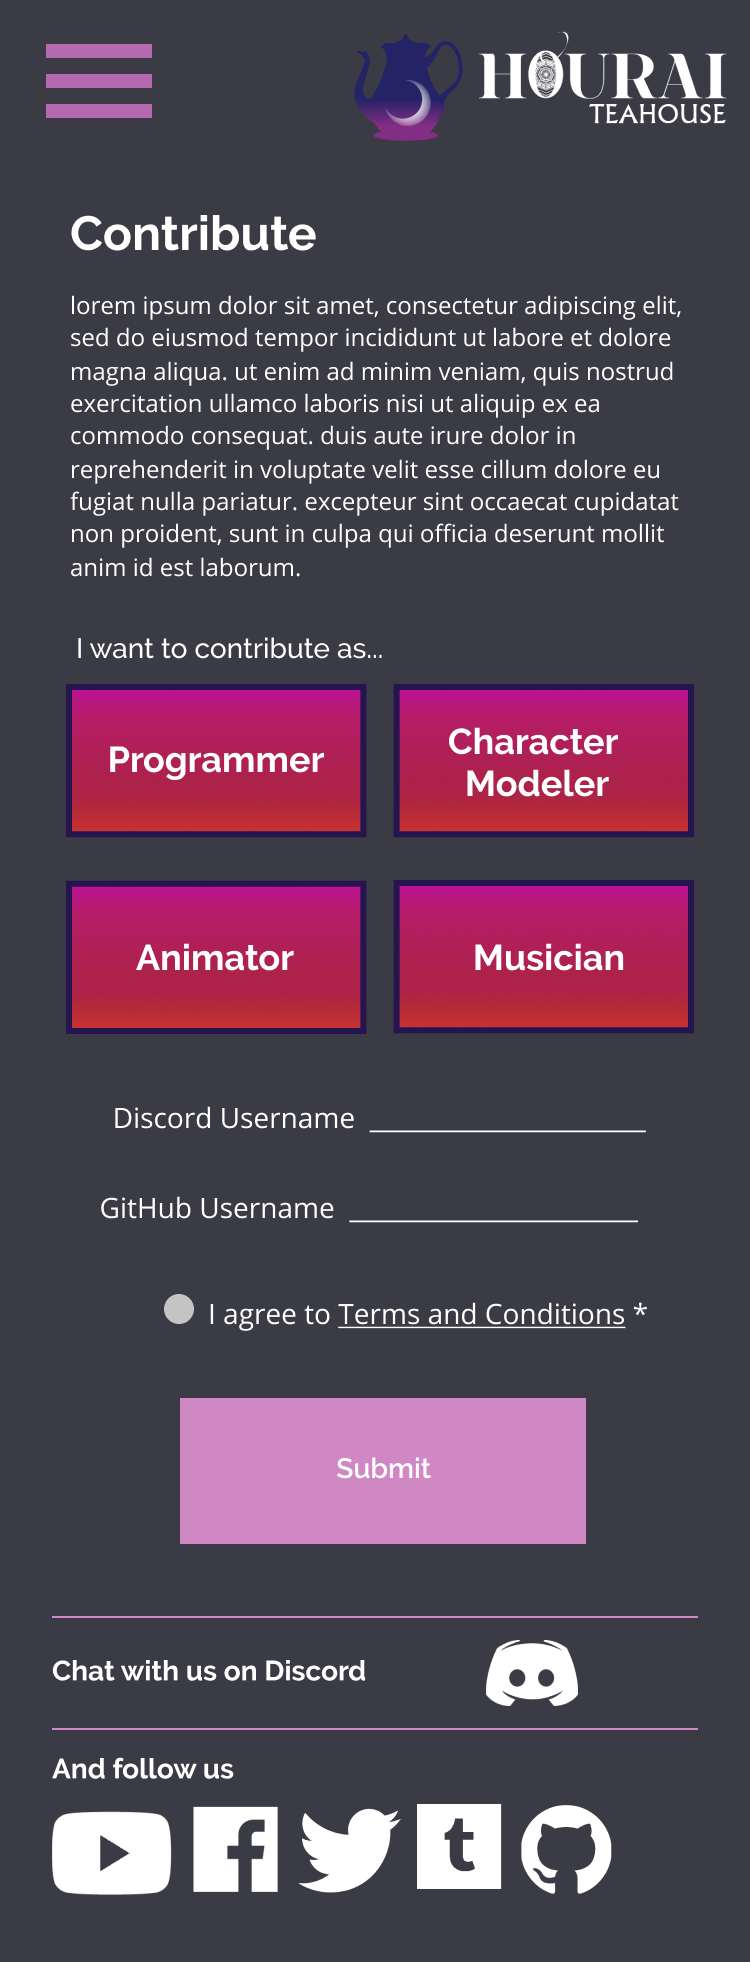 HOURAI
TEAHOUSE
Contribute
lorem ipsum dolor sit amet, consectetur adipiscing elit,
sed do eiusmod tempor incididunt ut labore et dolore
magna aliqua. ut enim ad minim veniam, quis nostrud
exercitation ullamco laboris nisi ut aliquip ex ea
commodo consequat. duis aute irure dolor in
reprehenderit in voluptate velit esse cillum dolore eu
fugiat nulla pariatur. excepteur sint occaecat cupidatat
non proident, sunt in culpa qui officia deserunt mollit
anim id est laborum.
I want to contribute as...
Programmer
Character
Modeler
Animator
Musician
Discord Username
GitHub Username
I agree to Terms and Conditions *
Submit
Chat with us on Discord
And follow us